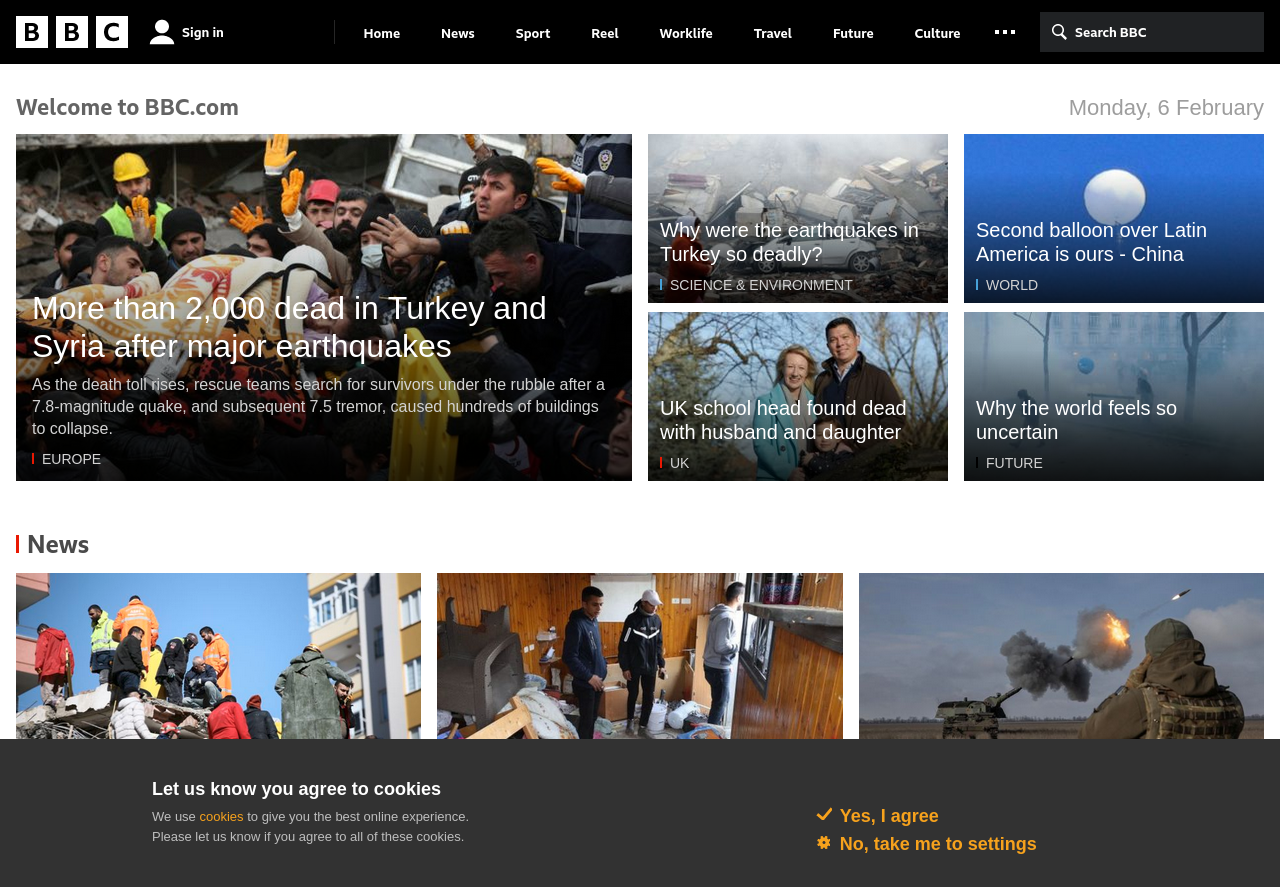 BBC
Sign in
Home
News
Sport
Reel
Worklife
Travel
Future
Culture
Search BBC
Welcome to BBC.com
Monday, 6 February
More than 2,000 dead in Turkey and
Syria after major earthquakes
As the death toll rises, rescue teams search for survivors under the rubble after a
7.8-magnitude quake, and subsequent 7.5 tremor, caused hundreds of buildings
to collapse.
EUROPE
Why were the earthquakes in
Turkey so deadly?
SCIENCE & ENVIRONMENT
Second balloon over Latin
America is ours - China
WORLD
UK school head found dead
with husband and daughter
UK
Why the world feels so
uncertain
FUTURE
News
Let us know you agree to cookies
We use cookies to give you the best online experience.
Please let us know if you agree to all of these cookies.
Yes, I agree
No, take me to settings